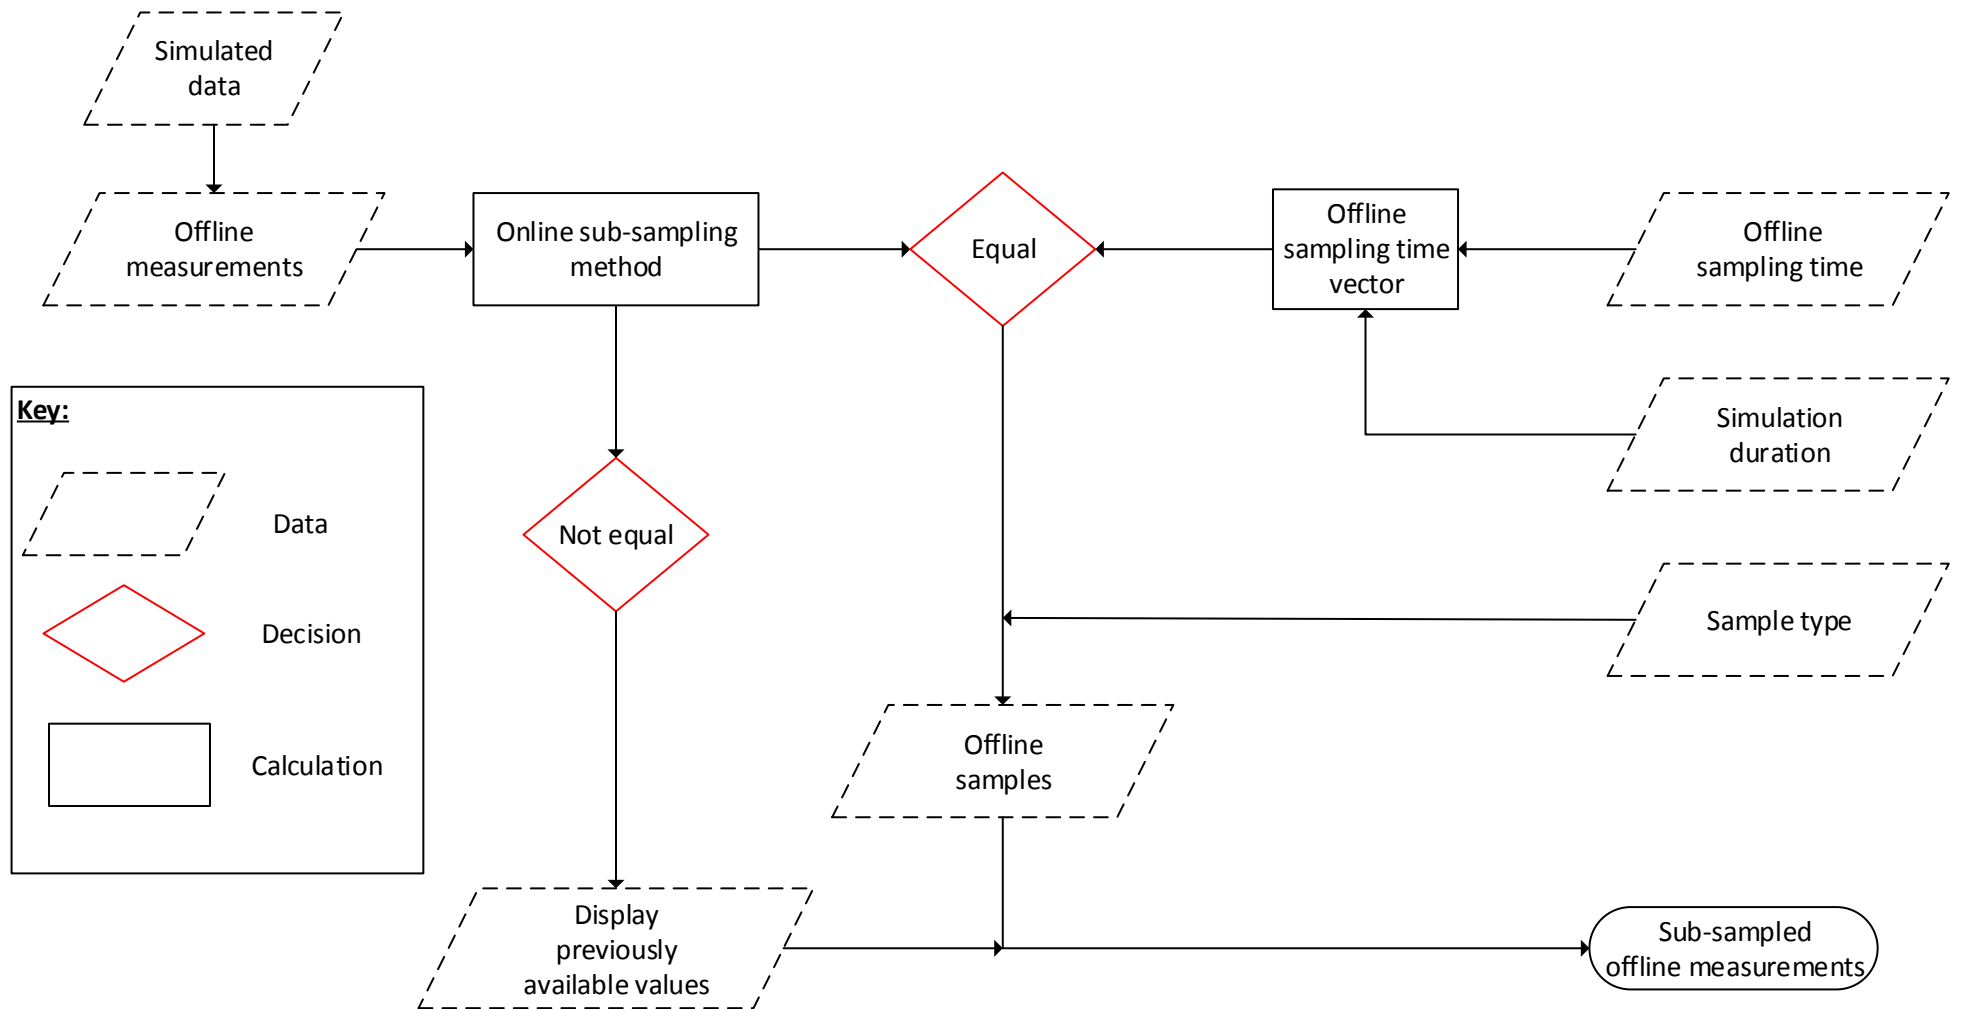 Simulated
data
Offline
measurements
Online sub-sampling
method
Equal
Offline
sampling time
vector
Offline
sampling time
Key:
Data
Decision
Calculation
Not equal
Simulation
duration
Sample type
Offline
samples
Display
previously
available values
Sub-sampled
offline measurements